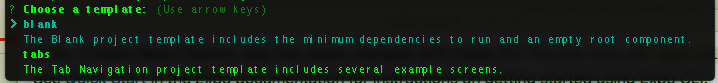 ? Choose a template: (Use arrow keys)
> blank
The Blank project template includes the minimum dependencies to run and an empty root component.
tabs
The Tab Navigation project template includes several example screens.